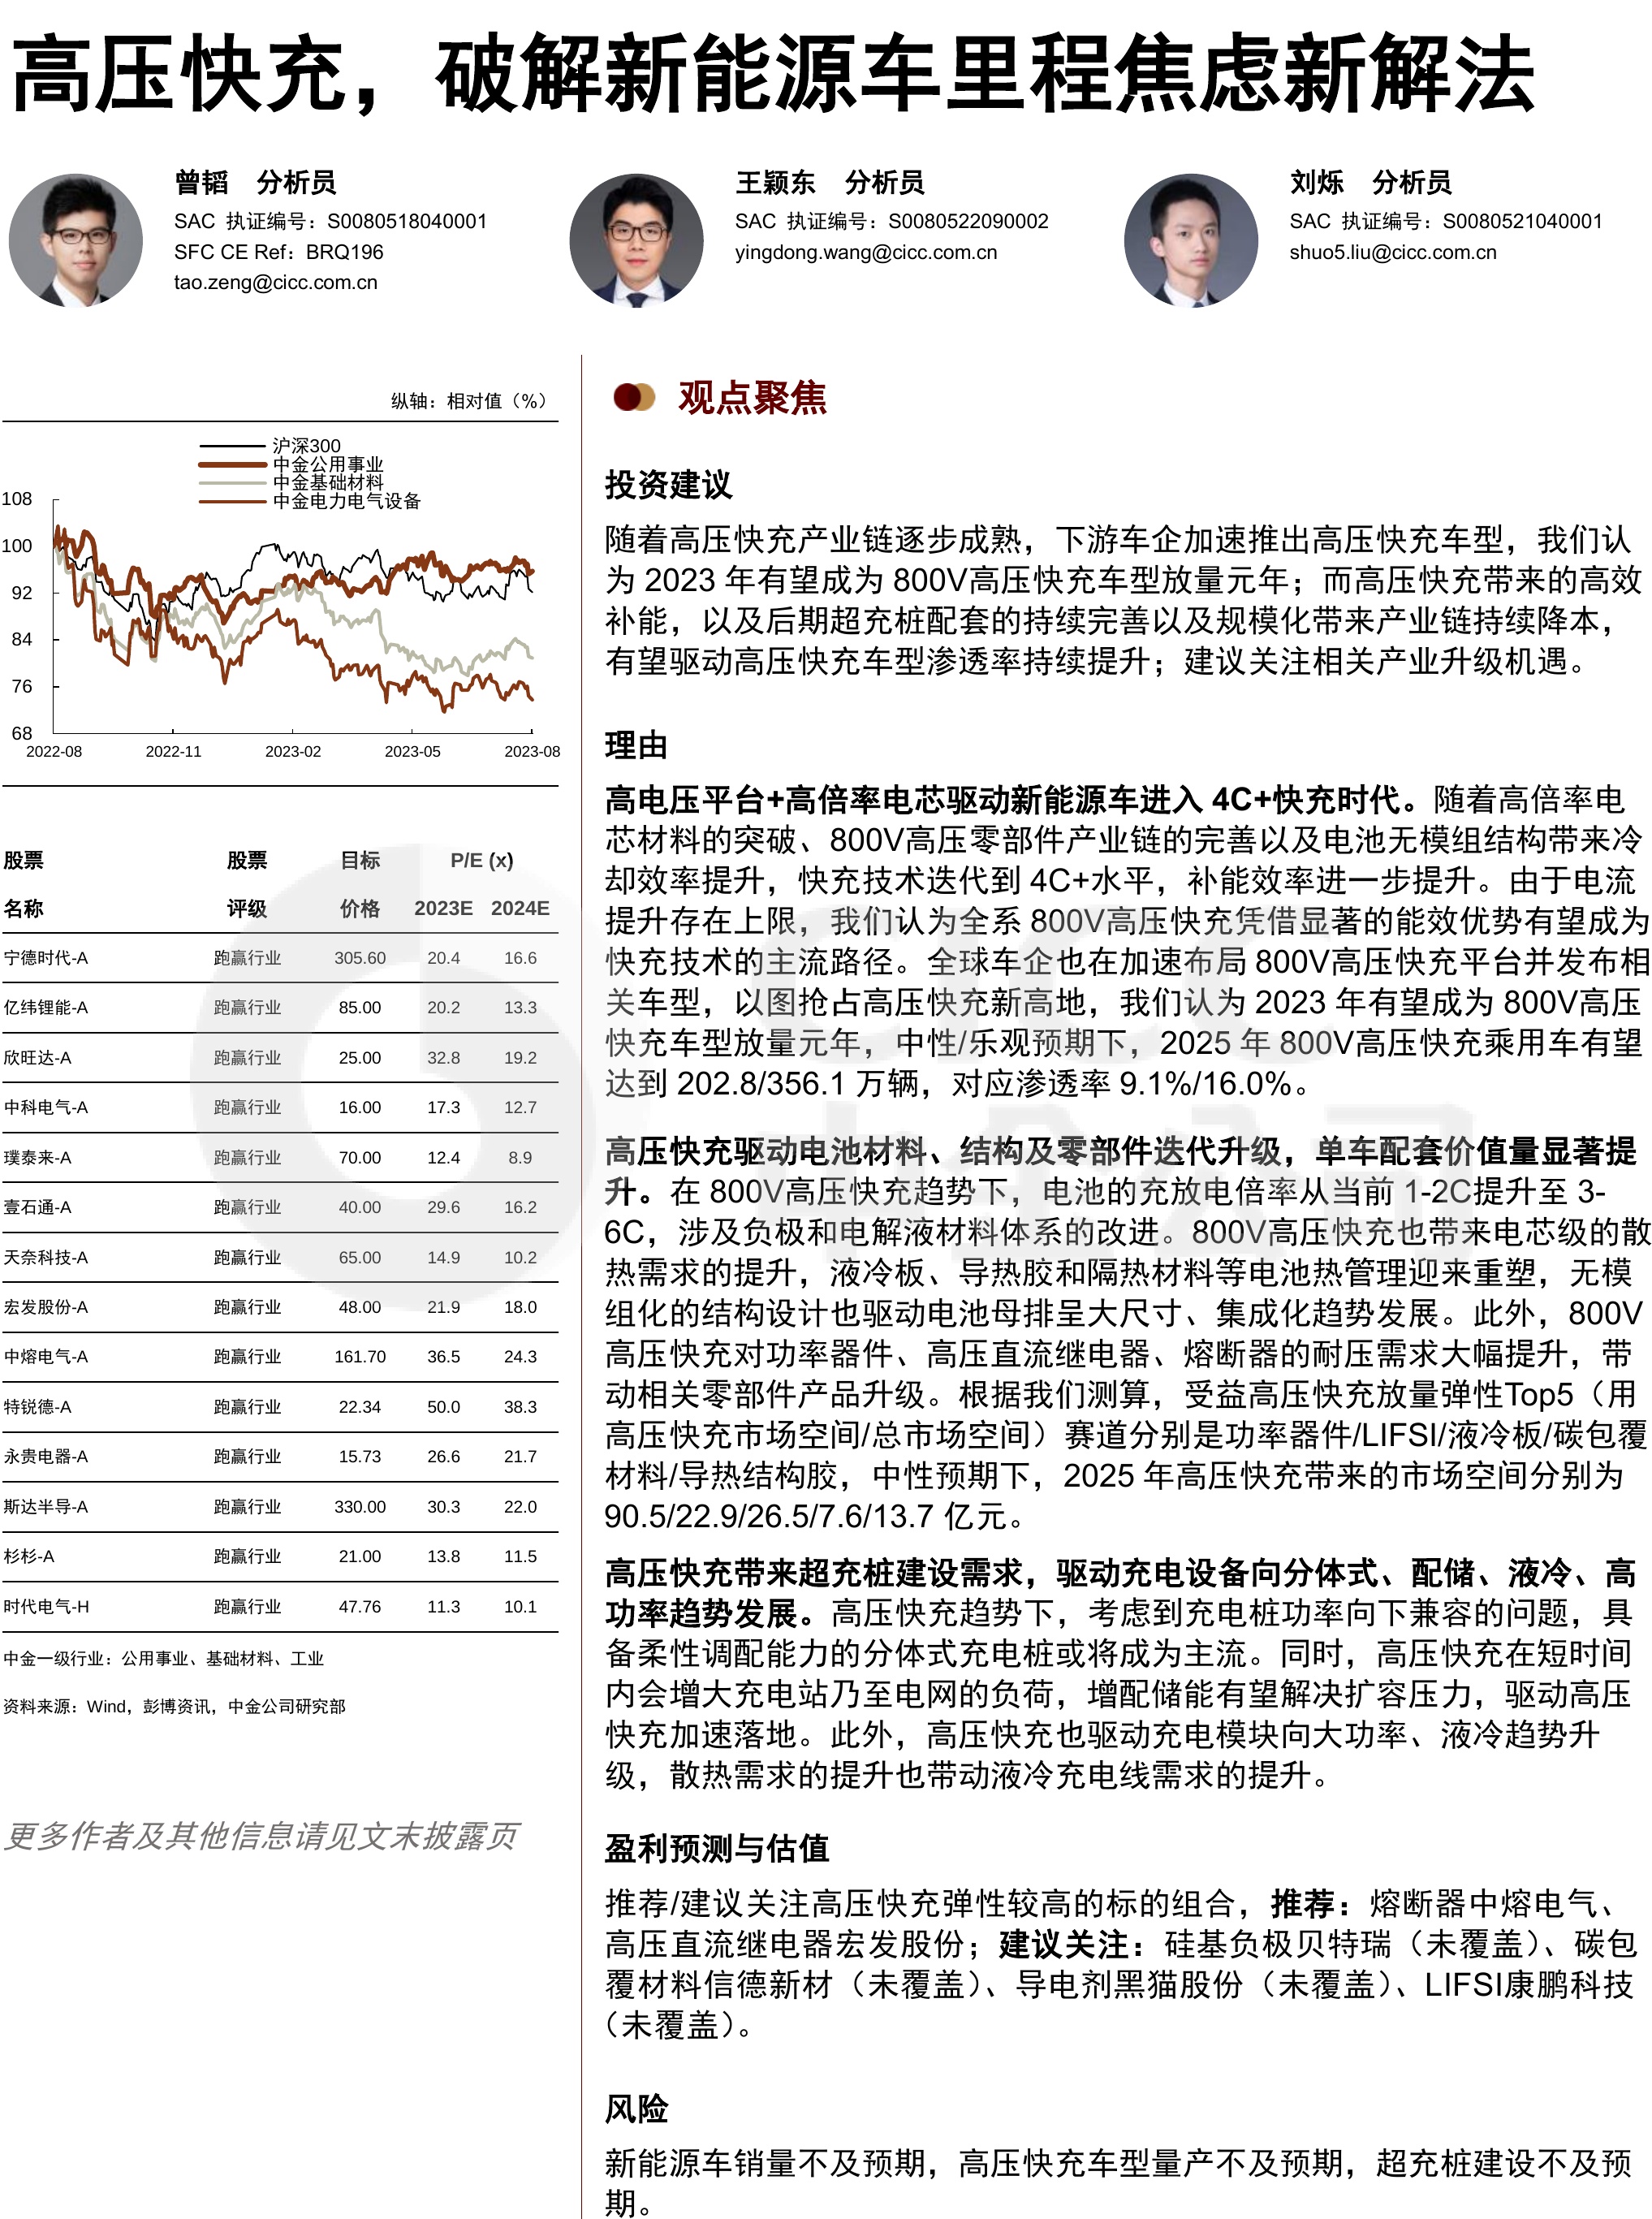 高压快充，破解新能源车里程焦虑新解法
曾韬 分析员
SAC 执证编号：S0080518040001
SFC CE Ref：BRQ196
tao.zeng@cicc.com.cn
王颖东 分析员
SAC 执证编号：S0080522090002
yingdong.wang@cicc.com.cn
刘烁 分析员
SAC 执证编号：S0080521040001
shuo5.liu@cicc.com.cn
纵轴：相对值（%）
沪深300
中金公用事业
中金基础材料
中金电力电气设备
108
100
92
84
76
68
2022-08 2022-11 2023-02 2023-05 2023-08
股票 股票 目标 P/E (x)
名称 评级 价格 2023E 2024E
宁德时代-A 跑赢行业 305.60 20.4 16.6
亿纬锂能-A 跑赢行业 85.00 20.2 13.3
欣旺达-A 跑赢行业 25.00 32.8 19.2
中科电气-A 跑赢行业 16.00 17.3 12.7
璞泰来-A 跑赢行业 70.00 12.4 8.9
壹石通-A 跑赢行业 40.00 29.6 16.2
天奈科技-A 跑赢行业 65.00 14.9 10.2
宏发股份-A 跑赢行业 48.00 21.9 18.0
中熔电气-A 跑赢行业 161.70 36.5 24.3
特锐德-A 跑赢行业 22.34 50.0 38.3
永贵电器-A 跑赢行业 15.73 26.6 21.7
斯达半导-A 跑赢行业 330.00 30.3 22.0
杉杉-A 跑赢行业 21.00 13.8 11.5
时代电气-H 跑赢行业 47.76 11.3 10.1
中金一级行业：公用事业、基础材料、工业
资料来源：Wind，彭博资讯，中金公司研究部
更多作者及其他信息请见文末披露页
观点聚焦
投资建议
随着高压快充产业链逐步成熟，下游车企加速推出高压快充车型，我们认
为 2023 年有望成为 800V高压快充车型放量元年；而高压快充带来的高效
补能，以及后期超充桩配套的持续完善以及规模化带来产业链持续降本，
有望驱动高压快充车型渗透率持续提升；建议关注相关产业升级机遇。
理由
高电压平台+高倍率电芯驱动新能源车进入 4C+快充时代。随着高倍率电
芯材料的突破、800V高压零部件产业链的完善以及电池无模组结构带来冷
却效率提升，快充技术迭代到 4C+水平，补能效率进一步提升。由于电流
提升存在上限，我们认为全系 800V高压快充凭借显著的能效优势有望成为
快充技术的主流路径。全球车企也在加速布局 800V高压快充平台并发布相
关车型，以图抢占高压快充新高地，我们认为 2023 年有望成为 800V高压
快充车型放量元年，中性/乐观预期下，2025 年 800V高压快充乘用车有望
达到 202.8/356.1 万辆，对应渗透率 9.1%/16.0%。
高压快充驱动电池材料、结构及零部件迭代升级，单车配套价值量显著提
升。在 800V高压快充趋势下，电池的充放电倍率从当前 1-2C提升至 3-
6C，涉及负极和电解液材料体系的改进。800V高压快充也带来电芯级的散
热需求的提升，液冷板、导热胶和隔热材料等电池热管理迎来重塑，无模
组化的结构设计也驱动电池母排呈大尺寸、集成化趋势发展。此外，800V
高压快充对功率器件、高压直流继电器、熔断器的耐压需求大幅提升，带
动相关零部件产品升级。根据我们测算，受益高压快充放量弹性Top5（用
高压快充市场空间/总市场空间）赛道分别是功率器件/LIFSI/液冷板/碳包覆
材料/导热结构胶，中性预期下，2025 年高压快充带来的市场空间分别为
90.5/22.9/26.5/7.6/13.7 亿元。
高压快充带来超充桩建设需求，驱动充电设备向分体式、配储、液冷、高
功率趋势发展。高压快充趋势下，考虑到充电桩功率向下兼容的问题，具
备柔性调配能力的分体式充电桩或将成为主流。同时，高压快充在短时间
内会增大充电站乃至电网的负荷，增配储能有望解决扩容压力，驱动高压
快充加速落地。此外，高压快充也驱动充电模块向大功率、液冷趋势升
级，散热需求的提升也带动液冷充电线需求的提升。
盈利预测与估值
推荐/建议关注高压快充弹性较高的标的组合，推荐：熔断器中熔电气、
高压直流继电器宏发股份；建议关注：硅基负极贝特瑞（未覆盖）、碳包
覆材料信德新材（未覆盖）、导电剂黑猫股份（未覆盖）、LIFSI康鹏科技
（未覆盖）。
风险
新能源车销量不及预期，高压快充车型量产不及预期，超充桩建设不及预
期。
CICC
中金公司